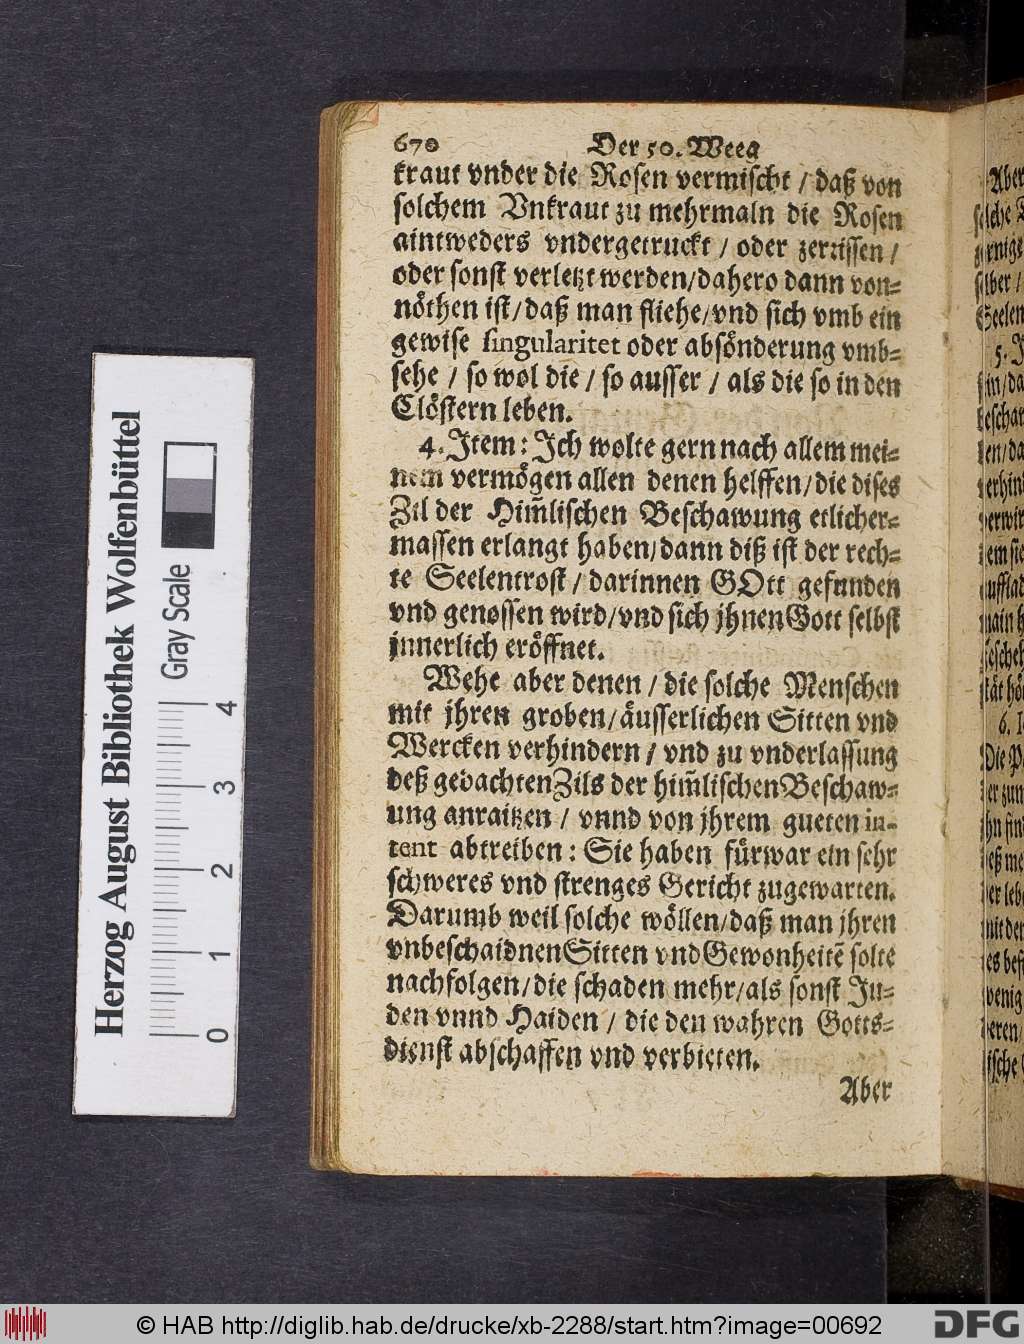 670 Der 50. Weeg
kraut vnder die Rosen vermischt / daß von
solchem Vnkraut zu mehrmaln die Rosen
aintweders vndergetruckt / oder zerrissen /
oder sonst verletzt werden/dahero dann von-
nöthen ist/daß man fliehe/vnd sich vmb ein
gewise singularitet oder absönderung vmb-
sehe / so wol die / so ausser / als die so in den
Clöstern leben.
4. Item: Ich wolte gern nach allem mei-
nem vermögen allen denen helffen/die dises
Zil der Him̃lischen Beschawung etlicher-
massen erlangt haben/dann diß ist der rech-
te Seelentrost / darinnen GOtt gefunden
vnd genossen wird/vnd sich jhnen Gott selbst
jnnerlich eröffnet.
Wehe aber denen / die solche Menschen
mit jhren groben/äusserlichen Sitten vnd
Wercken verhindern / vnd zu vnderlassung
deß gedachten Zils der him̃lischen Beschaw-
ung anraitzen / vnnd von jhrem gueten in-
tent abtreiben: Sie haben fürwar ein sehr
schweres vnd strenges Gericht zugewarten.
Darumb weil solche wöllen/daß man jhren
vnbeschaidnen Sitten vnd Gewonheitẽ solte
nachfolgen/die schaden mehr/als sonst Ju-
den vnnd Haiden / die den wahren Gotts-
dienst abschaffen vnd verbieten.
Aber
Herzog August Bibliothek Wolfenbüttel
Gray Scale
0 1 2 3 4
© HAB http://diglib.hab.de/drucke/xb-2288/start.htm?image=00692
DFG